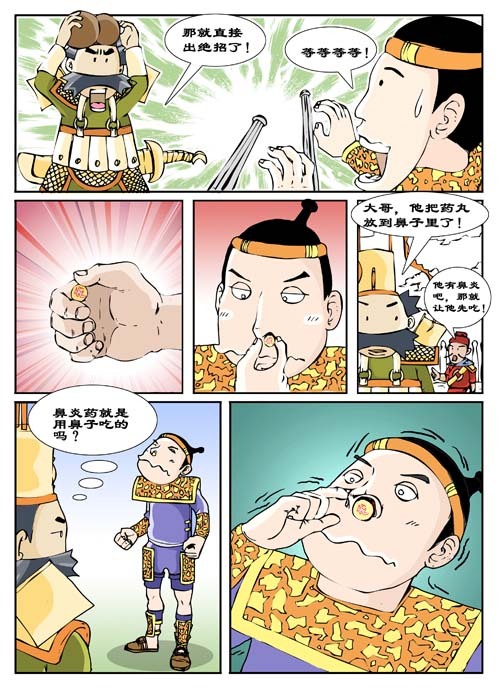 那就直接
出绝招了！
等等等等！
大哥，他把药丸
放到鼻子里了！
他有鼻炎
吧，那就
让他先吃！
鼻炎药就是
用鼻子吃的
吗？